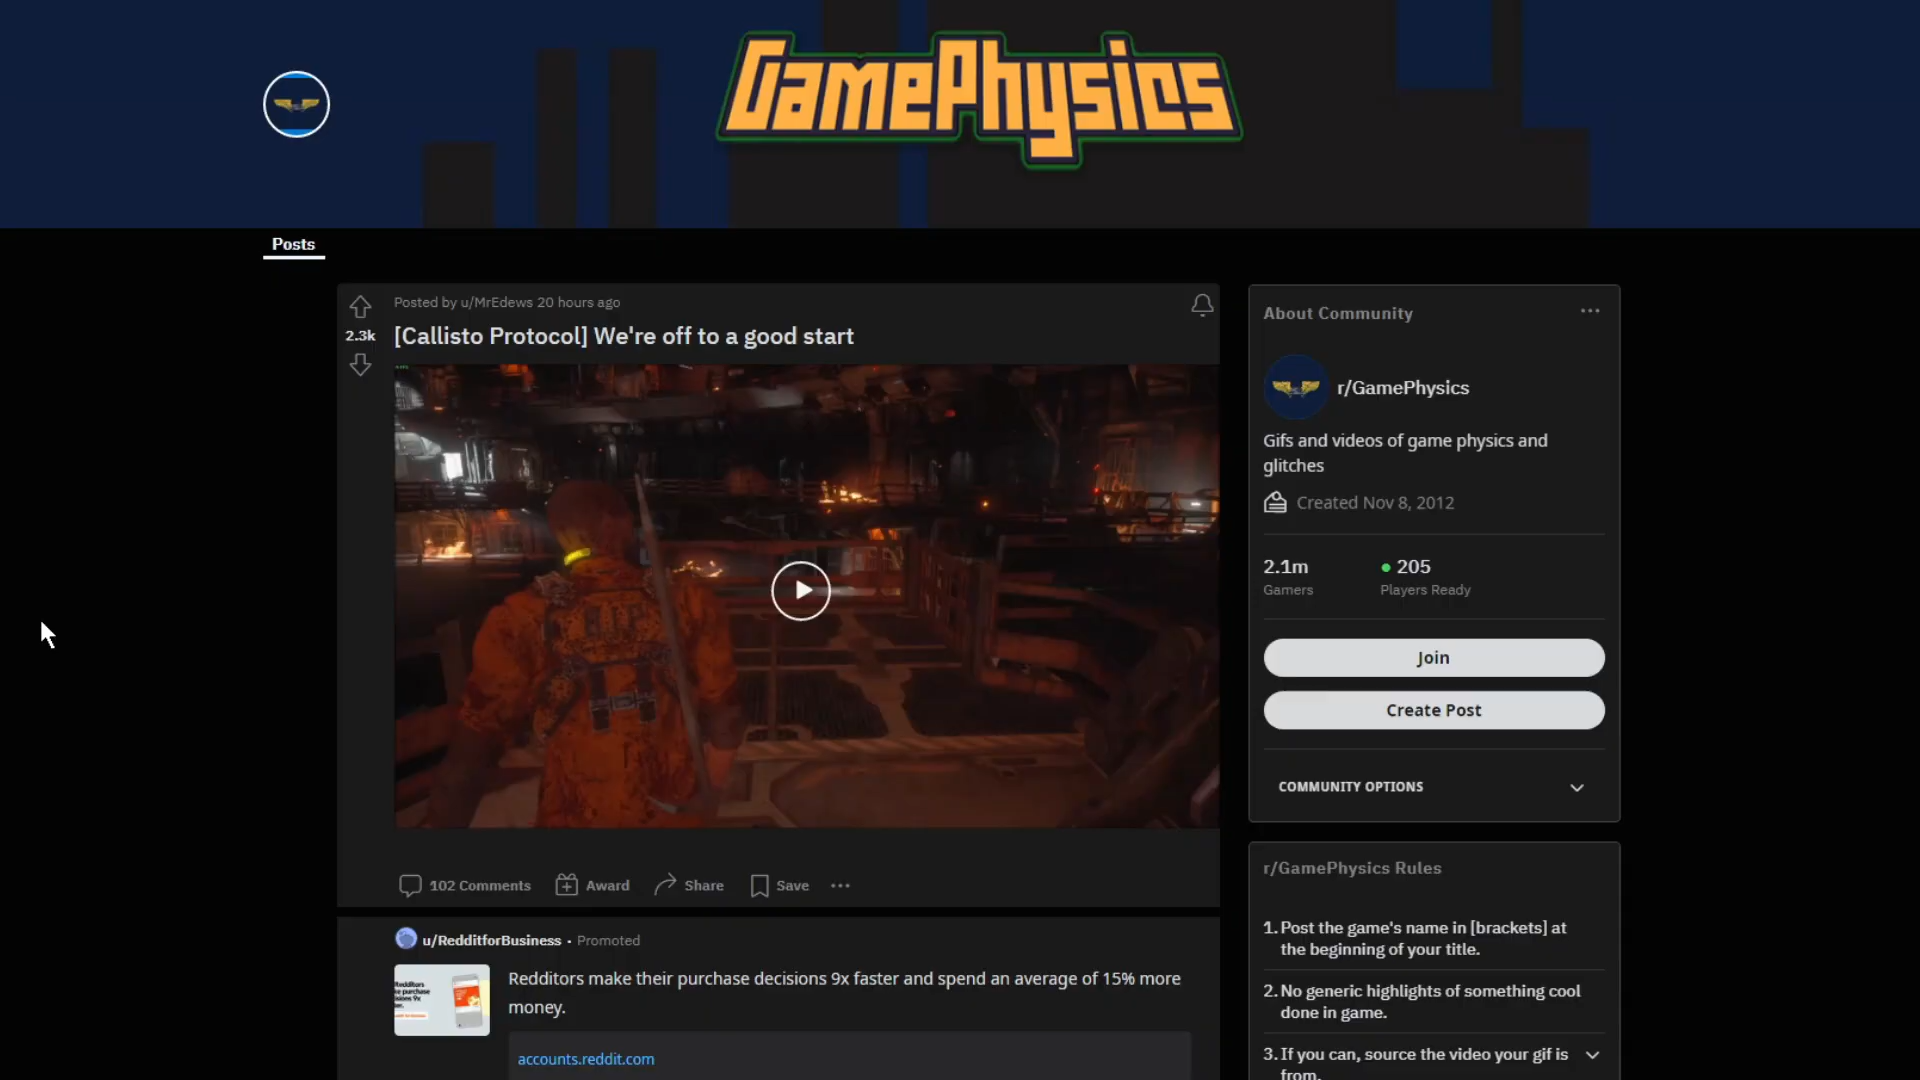 GamePhysics
Posts
Posted by u/MrEdews 20 hours ago
2.3k
[Callisto Protocol] We're off to a good start
102 Comments
Award
Share
Save
u/RedditforBusiness • Promoted
Redditors make their purchase decisions 9x faster and spend an average of 15% more
money.
accounts.reddit.com
About Community
r/GamePhysics
Gifs and videos of game physics and
glitches
Created Nov 8, 2012
2.1m
Gamers
205
Players Ready
Join
Create Post
COMMUNITY OPTIONS
r/GamePhysics Rules
1. Post the game's name in [brackets] at
the beginning of your title.
2. No generic highlights of something cool
done in game.
3. If you can, source the video your gif is
from.